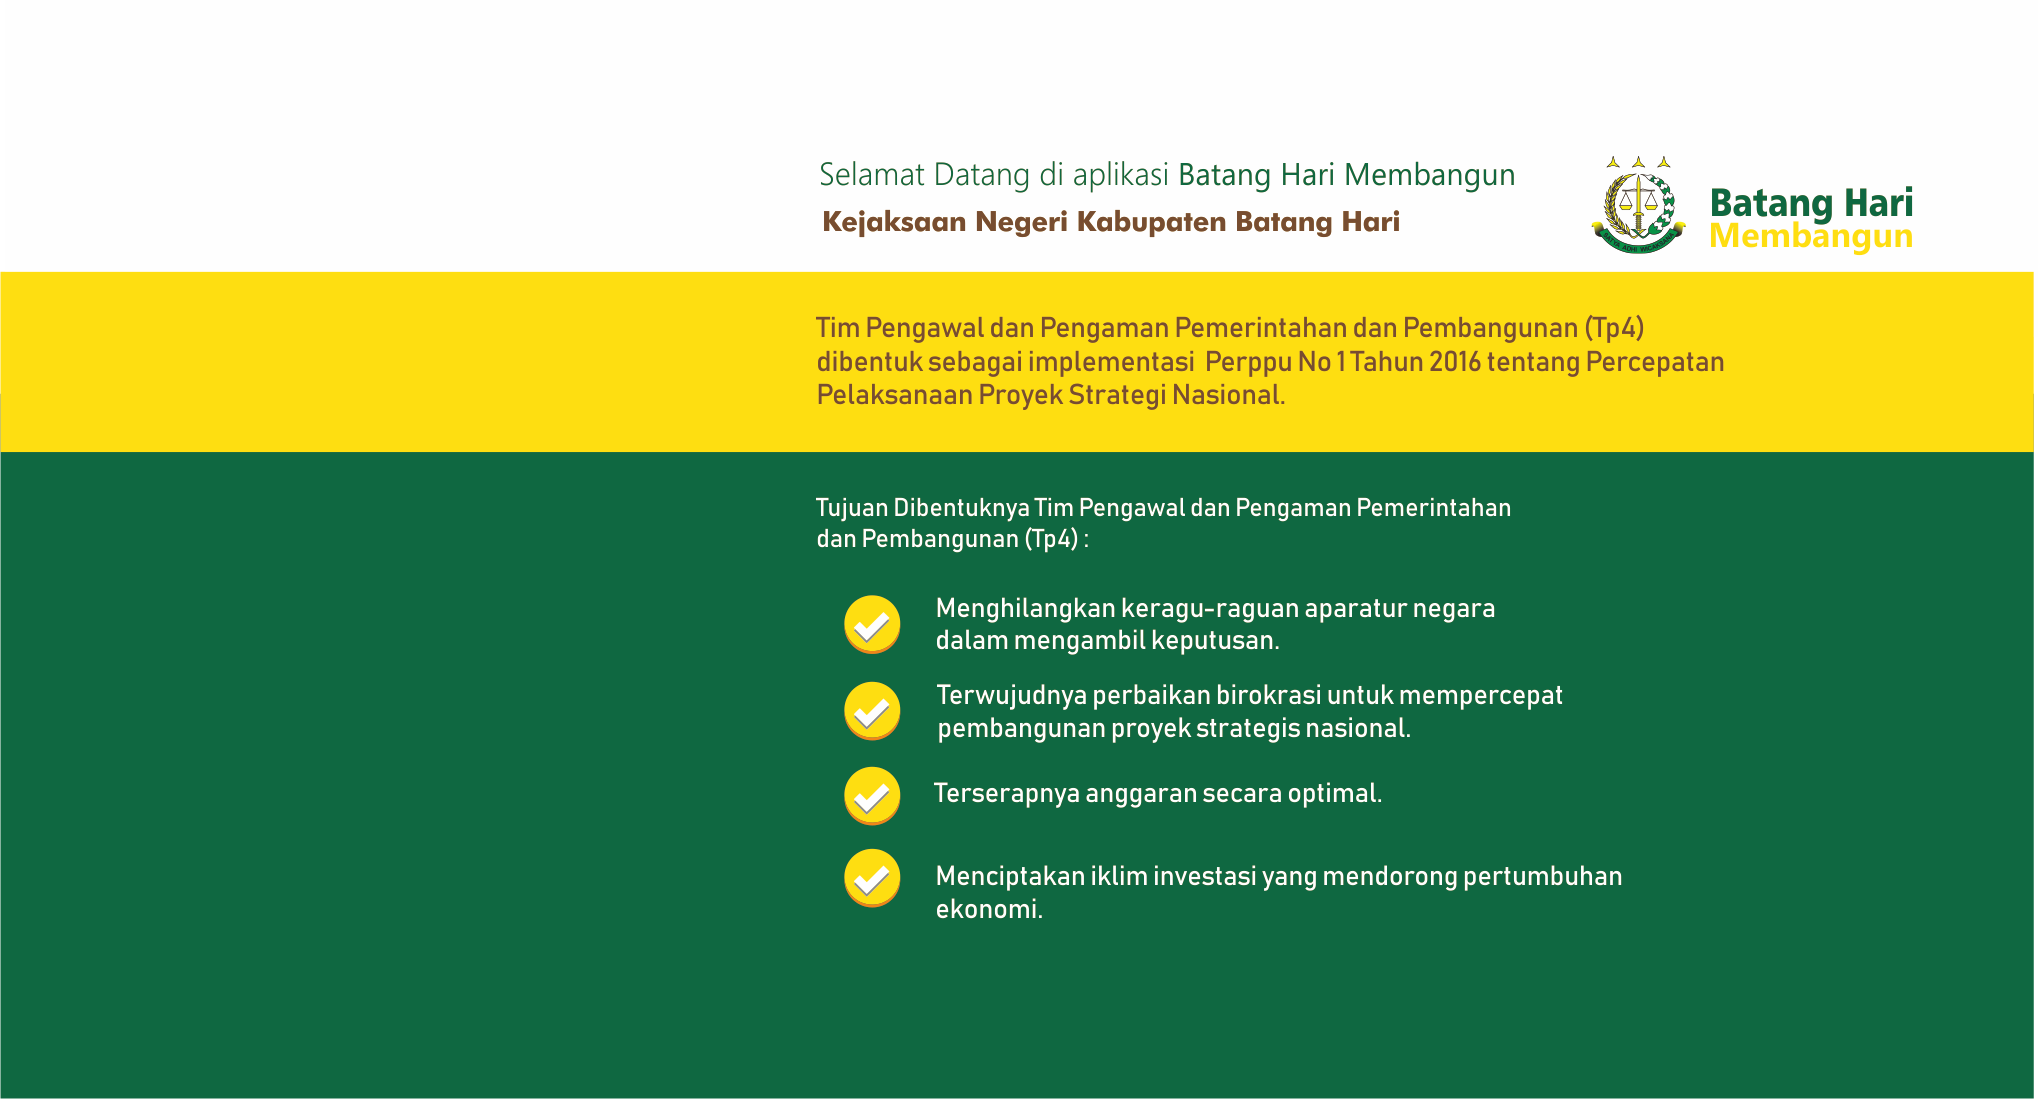 Selamat Datang di aplikasi Batang Hari Membangun
Kejaksaan Negeri Kabupaten Batang Hari
SATYA ADHI WICAKSANA
Batang Hari
Membangun
Tim Pengawal dan Pengaman Pemerintahan dan Pembangunan (Tp4)
dibentuk sebagai implementasi Perppu No 1 Tahun 2016 tentang Percepatan
Pelaksanaan Proyek Strategi Nasional.
Tujuan Dibentuknya Tim Pengawal dan Pengaman Pemerintahan
dan Pembangunan (Tp4) :
Menghilangkan keragu-raguan aparatur negara
dalam mengambil keputusan.
Terwujudnya perbaikan birokrasi untuk mempercepat
pembangunan proyek strategis nasional.
Terserapnya anggaran secara optimal.
Menciptakan iklim investasi yang mendorong pertumbuhan
ekonomi.